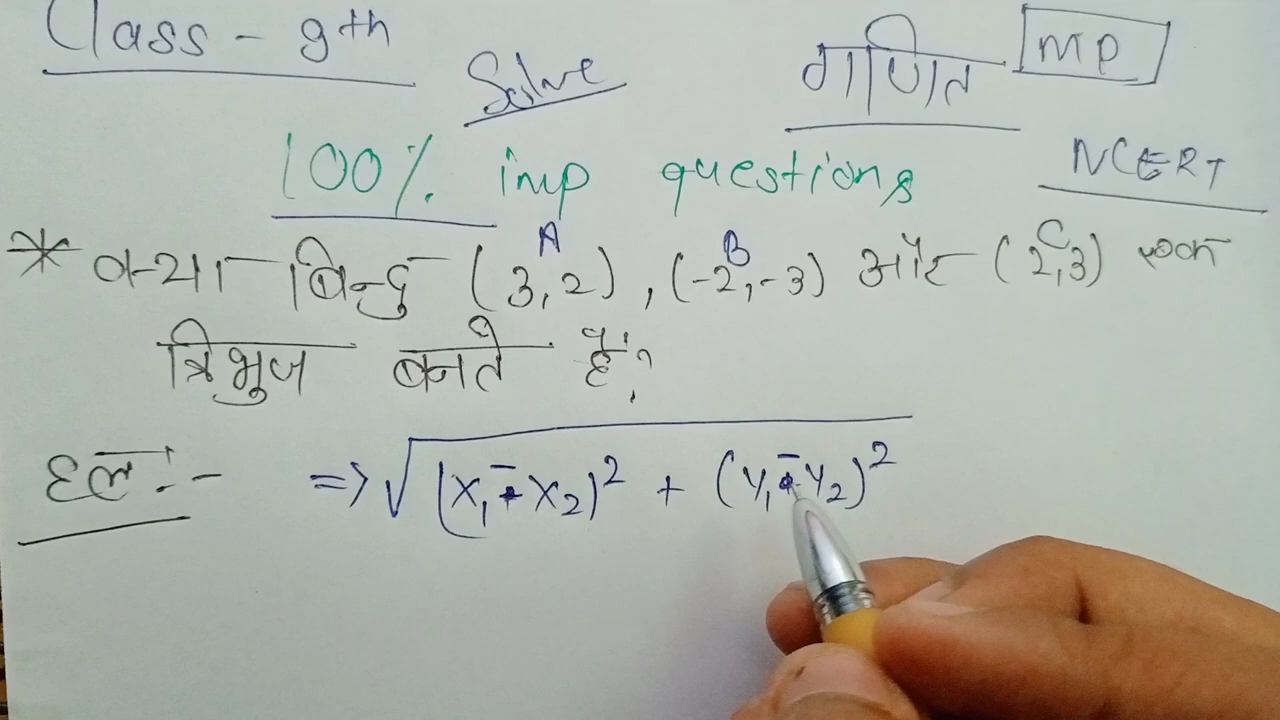 Class - 9th
Solve
गणित
MP
100% imp questions
NCERT
A B C
* क्या बिन्दु (3,2), (-2,-3) और (2,3) एक
त्रिभुज बनते हैं?
हल :-
=> √(x₁ - x₂)² + (y₁ - y₂)²